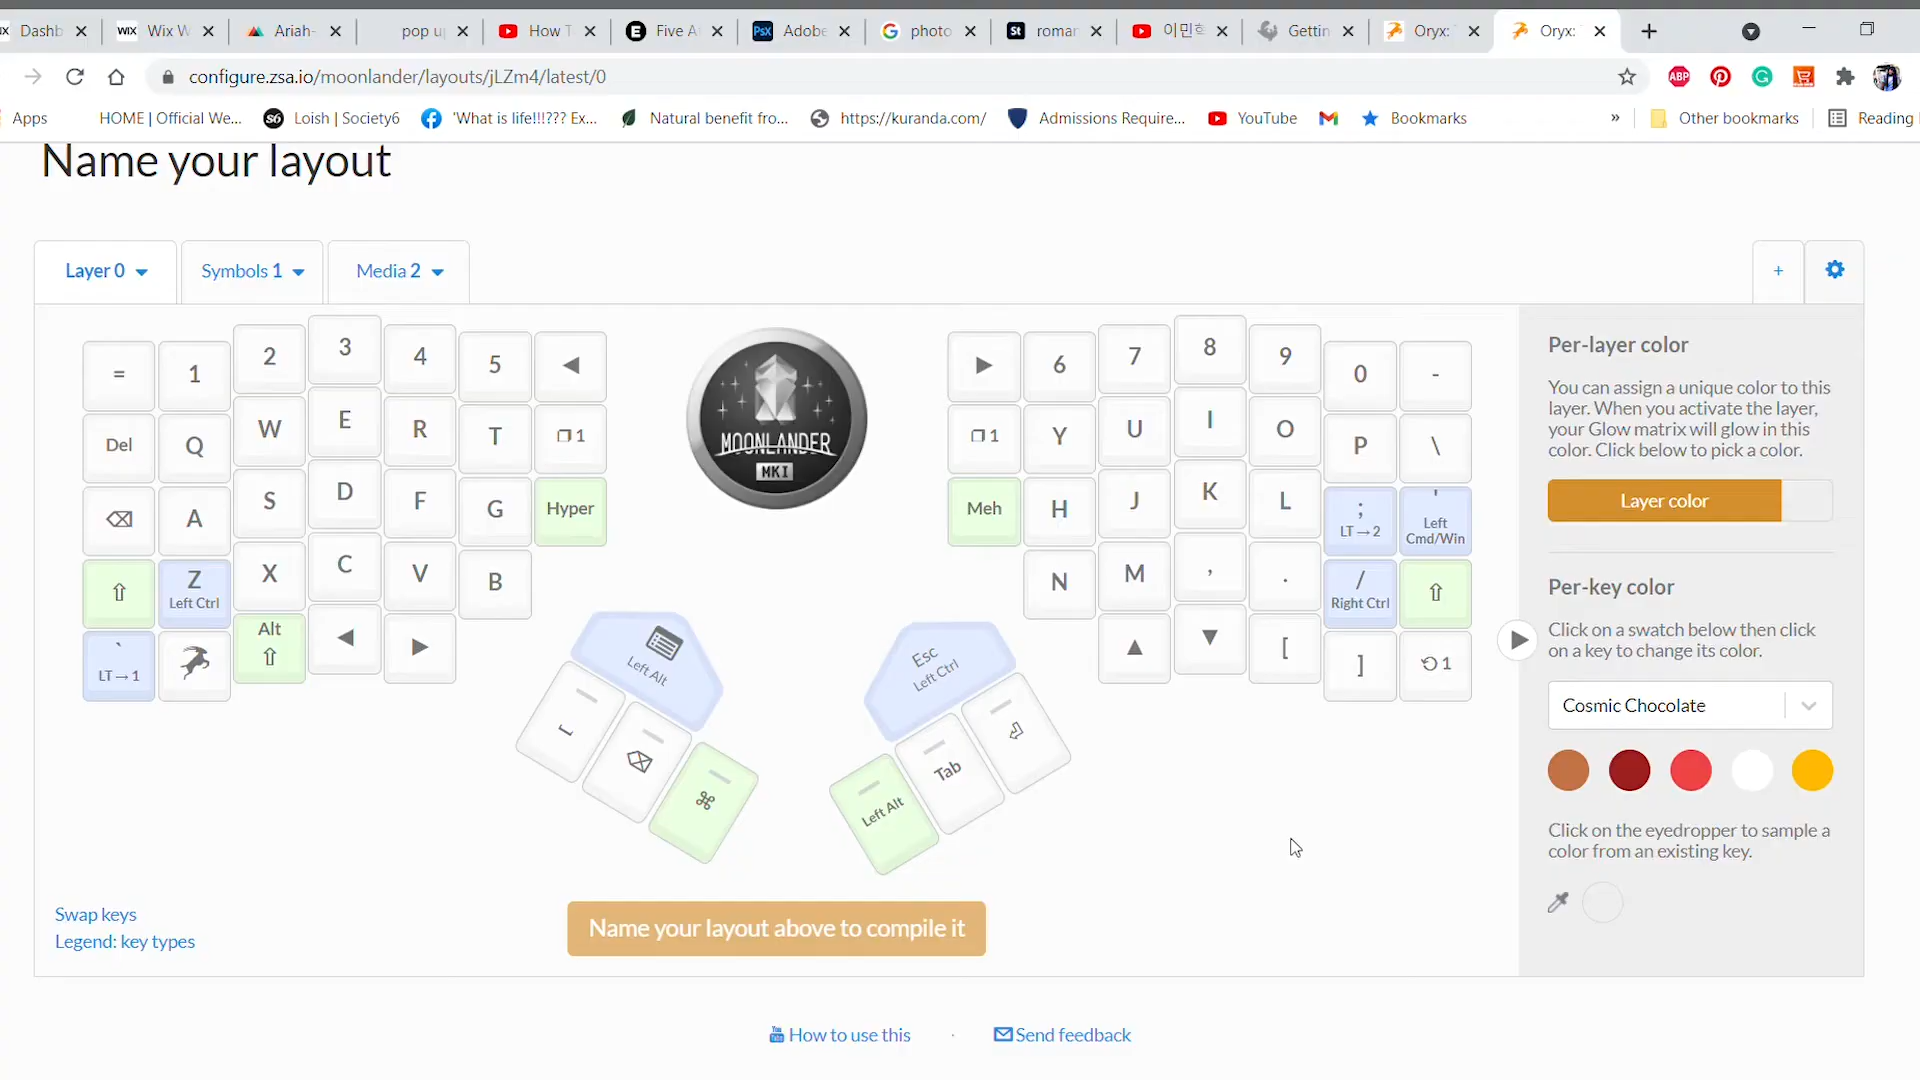 Dashb
WIX
Wix W
Ariah-
pop u
How T
Five A
Psx
Adobe
photo
St
roman
이민
Gettin
Oryx:
Oryx:
configure.zsa.io/moonlander/layouts/jLZm4/latest/0
ABP
Apps
HOME | Official We...
S6
Loish | Society6
'What is life!!!??? Ex...
Natural benefit fro...
https://kuranda.com/
Admissions Require...
YouTube
Bookmarks
»
Other bookmarks
Reading
Name your layout
Layer 0
Symbols 1
Media 2
+
= 1 2 3 4 5 ◀
▶ 6 7 8 9 0 -
Del Q W E R T 1
1 Y U I O P \
A S D F G Hyper
Meh H J K L ;
LT→2
'
Left
Cmd/Win
⇧ Z
Left Ctrl
X C V B
N M , . /
Right Ctrl
⇧
`
LT→1
Alt
⇧
◀ ▶
▲ ▼ [ ] 1
Left Alt
⌘
Esc
Left Ctrl
Left Alt
Tab
MOONLANDER
MKI
Per-layer color
You can assign a unique color to this
layer. When you activate the layer,
your Glow matrix will glow in this
color. Click below to pick a color.
Layer color
Per-key color
Click on a swatch below then click
on a key to change its color.
Cosmic Chocolate
Click on the eyedropper to sample a
color from an existing key.
Swap keys
Legend: key types
Name your layout above to compile it
How to use this
·
Send feedback